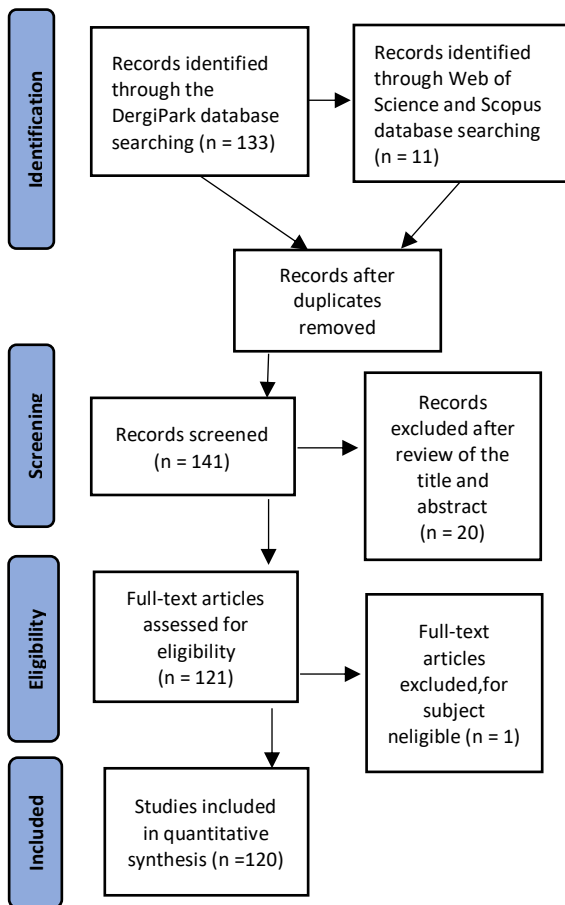 Identification
Records identified
through the
DergiPark database
searching (n = 133)
Records identified
through Web of
Science and Scopus
database searching
(n = 11)
Records after
duplicates
removed
Screening
Records screened
(n = 141)
Records
excluded after
review of the
title and
abstract
(n = 20)
Eligibility
Full-text articles
assessed for
eligibility
(n = 121)
Full-text
articles
excluded,for
subject
neligible (n = 1)
Included
Studies included
in quantitative
synthesis (n =120)